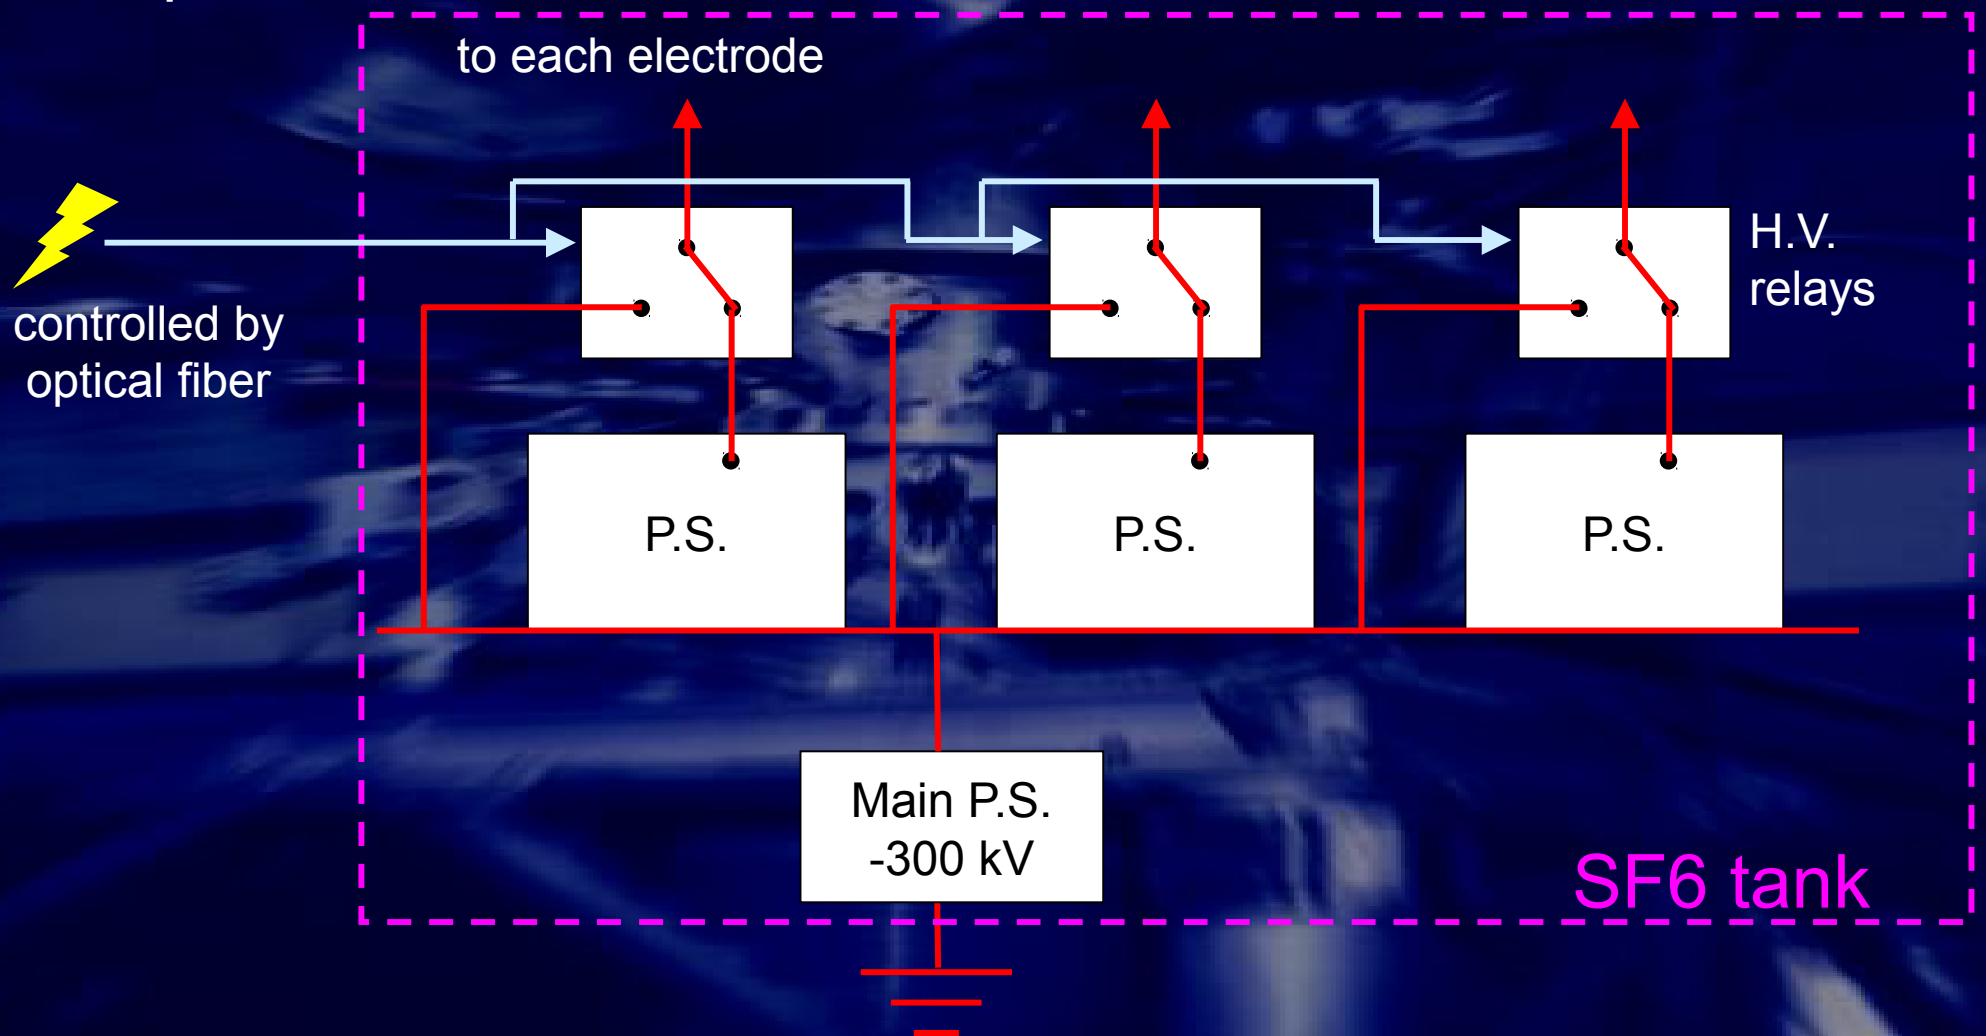 to each electrode
H.V.
relays
controlled by
optical fiber
P.S.
P.S.
P.S.
Main P.S.
-300 kV
SF6 tank